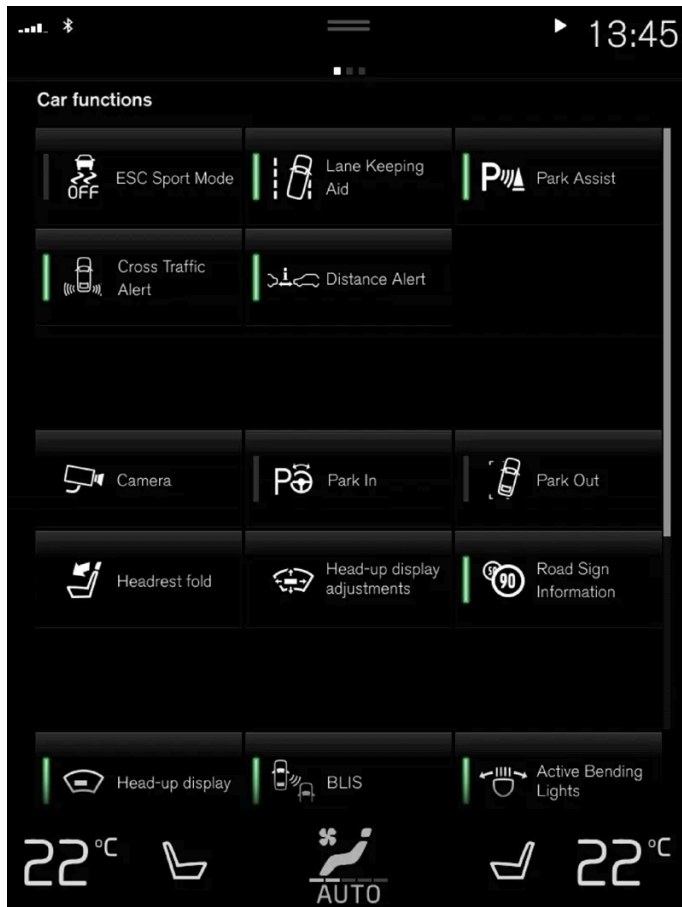 13:45
Car functions
OFF
ESC Sport Mode
Lane Keeping
Aid
P
Park Assist
Cross Traffic
Alert
i
Distance Alert
Camera
P
Park In
Park Out
Headrest fold
Head-up display
adjustments
50
90
Road Sign
Information
Head-up display
BLIS
Active Bending
Lights
22°C
AUTO
22°C